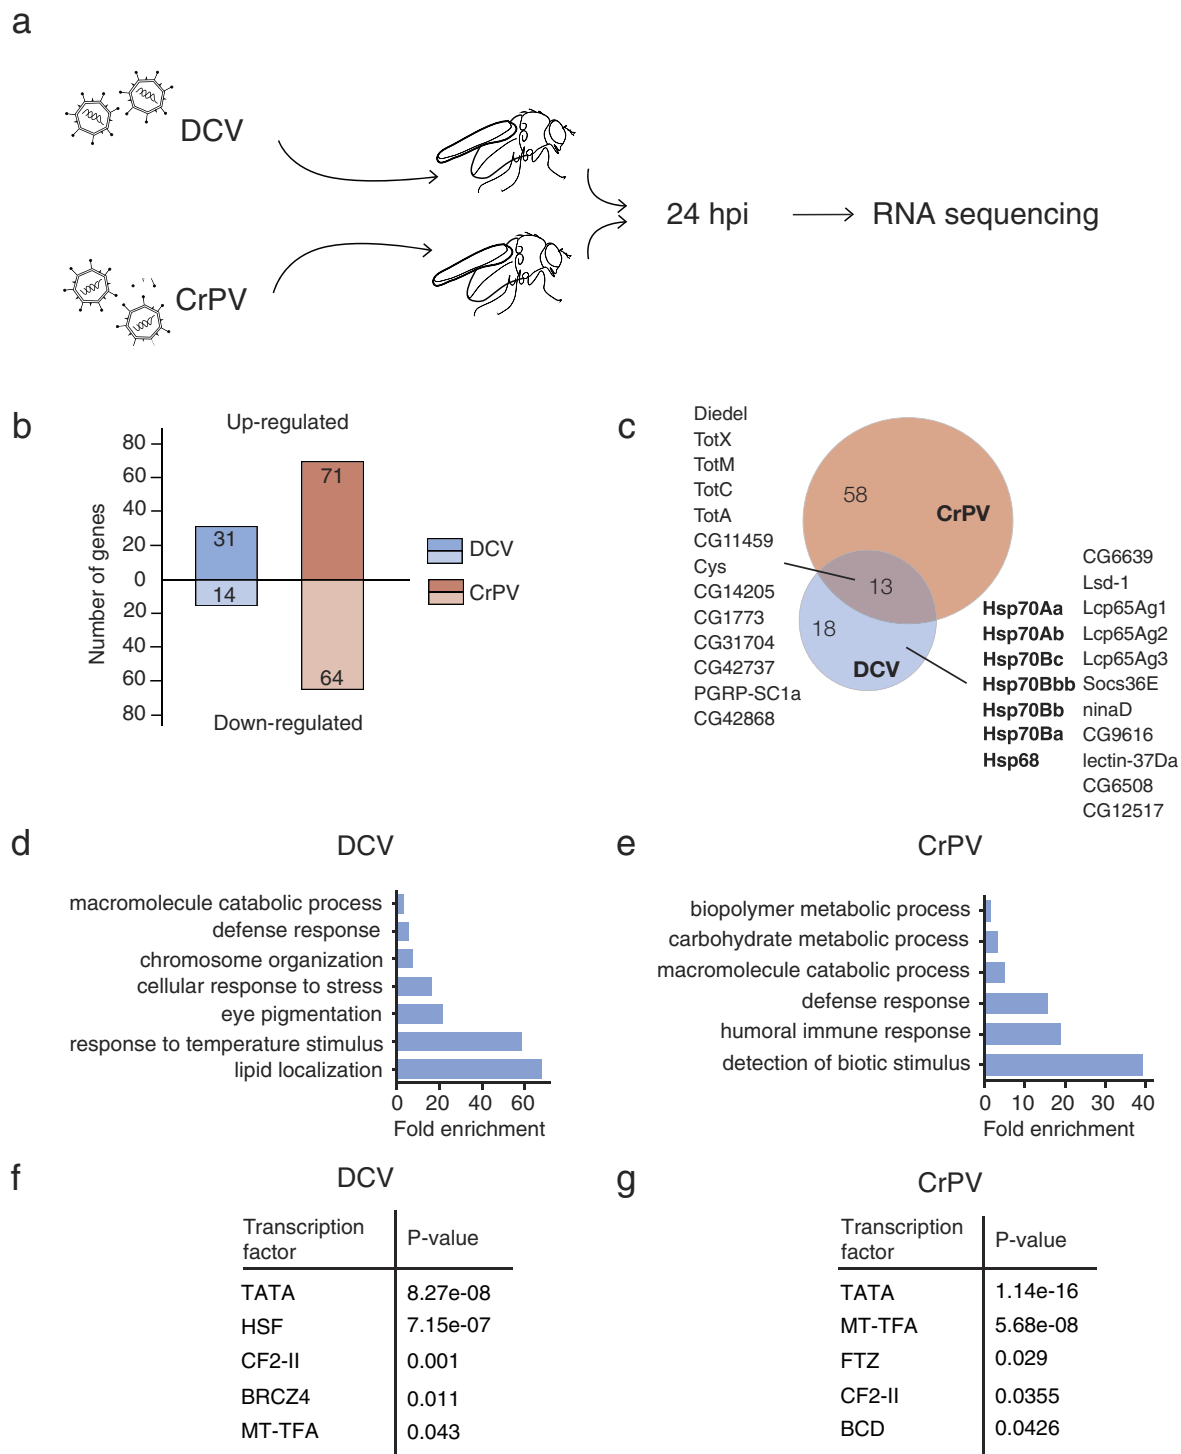 a
DCV
CrPV
24 hpi
RNA sequencing
b
Up-regulated
Number of genes
80
60
40
20
0
20
40
60
80
31
14
71
64
Down-regulated
DCV
CrPV
c
Diedel
TotX
TotM
TotC
TotA
CG11459
Cys
CG14205
CG1773
CG31704
CG42737
PGRP-SC1a
CG42868
58
CrPV
13
18
DCV
Hsp70Aa
Hsp70Ab
Hsp70Bc
Hsp70Bbb
Hsp70Bb
Hsp70Ba
Hsp68
CG6639
Lsd-1
Lcp65Ag1
Lcp65Ag2
Lcp65Ag3
Socs36E
ninaD
CG9616
lectin-37Da
CG6508
CG12517
d
DCV
macromolecule catabolic process
defense response
chromosome organization
cellular response to stress
eye pigmentation
response to temperature stimulus
lipid localization
0 20 40 60
Fold enrichment
e
CrPV
biopolymer metabolic process
carbohydrate metabolic process
macromolecule catabolic process
defense response
humoral immune response
detection of biotic stimulus
0 10 20 30 40
Fold enrichment
f
DCV
Transcription
factor
P-value
TATA 8.27e-08
HSF 7.15e-07
CF2-II 0.001
BRCZ4 0.011
MT-TFA 0.043
g
CrPV
Transcription
factor
P-value
TATA 1.14e-16
MT-TFA 5.68e-08
FTZ 0.029
CF2-II 0.0355
BCD 0.0426